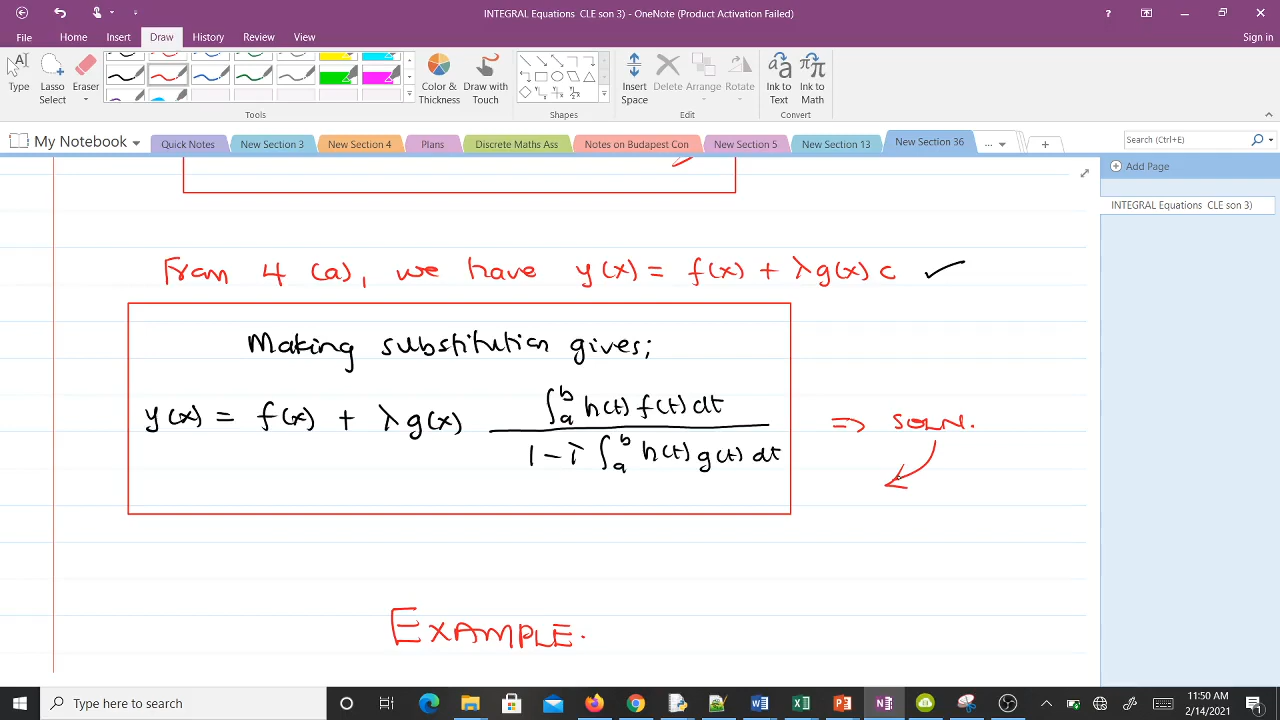 INTEGRAL Equations CLE son 3) - OneNote (Product Activation Failed)
File Home Insert Draw History Review View
Sign in
Type
Lasso Select
Eraser
Color & Thickness
Draw with Touch
Insert Space
Delete
Arrange
Rotate
Ink to Text
Ink to Math
Tools
Shapes
Edit
Convert
My Notebook
Quick Notes
New Section 3
New Section 4
Plans
Discrete Maths Ass
Notes on Budapest Con
New Section 5
New Section 13
New Section 36
...
Search (Ctrl+E)
Add Page
INTEGRAL Equations CLE son 3)
From 4 (a), we have y(x) = f(x) + λg(x) c ✓
Making substitution gives;
y(x) = f(x) + λg(x) ∫_a^b h(t) f(t) dt / 1 - λ ∫_a^b h(t) g(t) dt ⇒ SOLN.
EXAMPLE.
Type here to search
11:50 AM
2/14/2021